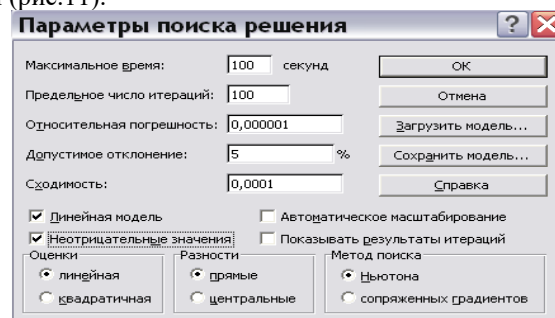 (рис.11).
Параметры поиска решения
Максимальное время: 100 секунд ОК
Предельное число итераций: 100 Отмена
Относительная погрешность: 0,000001 Загрузить модель...
Допустимое отклонение: 5 % Сохранить модель...
Сходимость: 0,0001 Справка
Линейная модель Автоматическое масштабирование
Неотрицательные значения Показывать результаты итераций
Оценки Разности Метод поиска
линейная прямые Ньютона
квадратичная центральные сопряженных градиентов